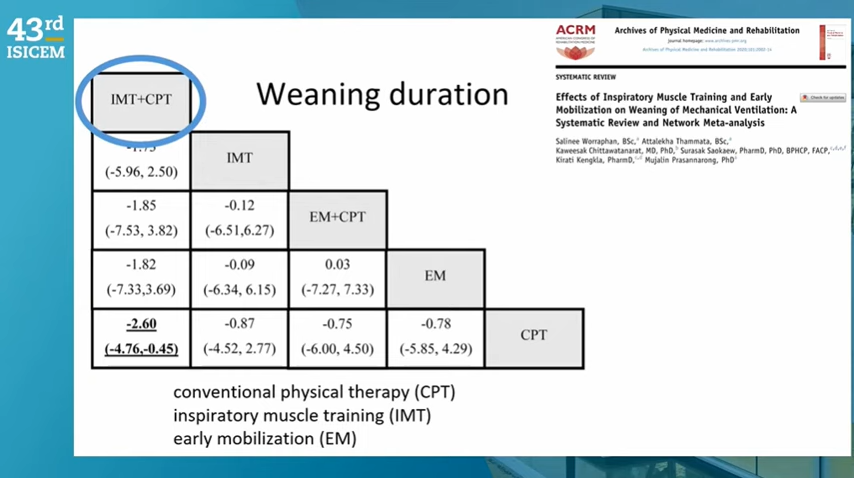 43rd
ISICEM
ACRM
AMERICAN CONGRESS OF
REHABILITATION MEDICINE
Archives of Physical Medicine and Rehabilitation
journal homepage: www.archives-pmr.org
Archives of Physical Medicine and Rehabilitation
SYSTEMATIC REVIEW
Check for updates
Effects of Inspiratory Muscle Training and Early
Mobilization on Weaning of Mechanical Ventilation: A
Systematic Review and Network Meta-analysis
Salinee Worraphan, BSc, Attalekha Thammata, BSc,
Kaweesak Chittawatanarat, MD, PhD, Surasak Saokaew, PharmD, PhD, BPHCP, FACP,
Kirati Kengkla, PharmD, Mujalin Prasannarong, PhD
Weaning duration
IMT+CPT
IMT
(-5.96, 2.50)
-1.85 -0.12 EM+CPT
(-7.53, 3.82) (-6.51,6.27)
-1.82 -0.09 0.03 EM
(-7.33,3.69) (-6.34, 6.15) (-7.27, 7.33)
-2.60 -0.87 -0.75 -0.78 CPT
(-4.76,-0.45) (-4.52, 2.77) (-6.00, 4.50) (-5.85, 4.29)
conventional physical therapy (CPT)
inspiratory muscle training (IMT)
early mobilization (EM)